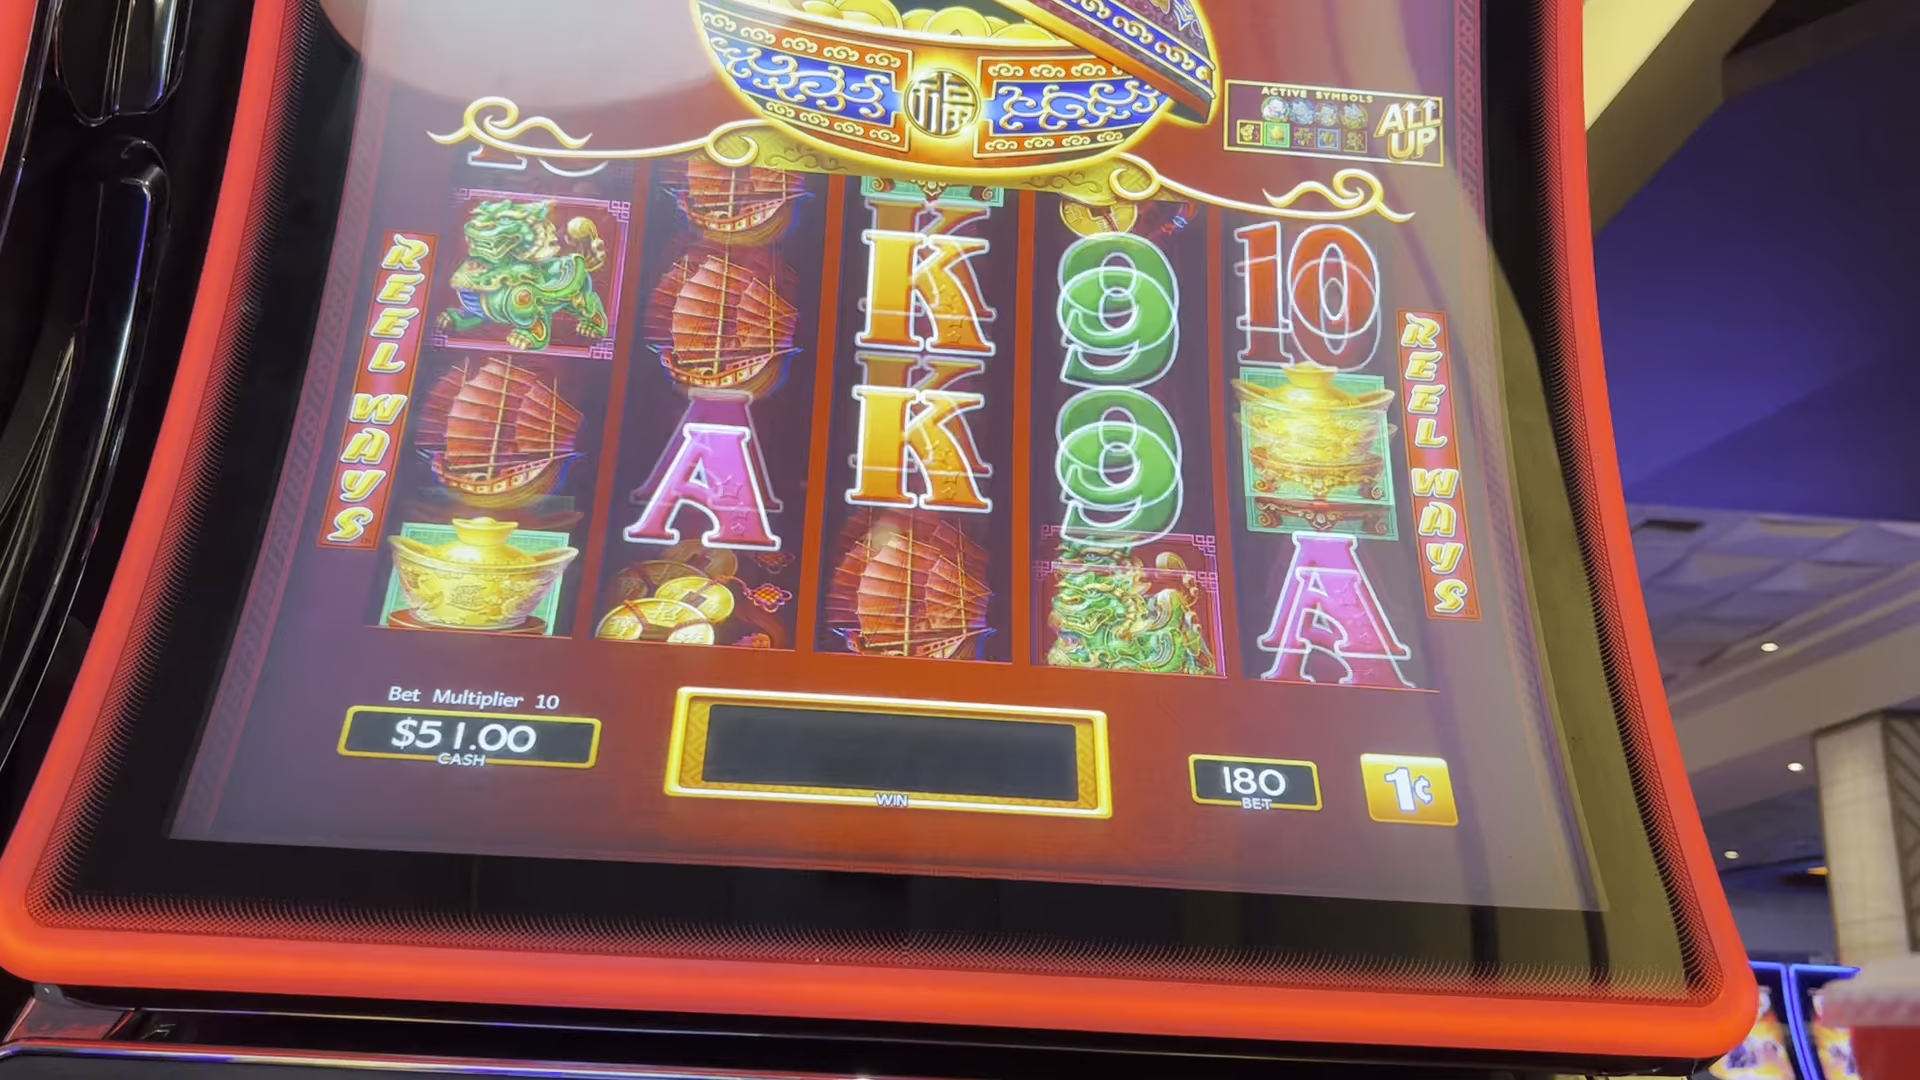 福
ACTIVE SYMBOLS
ALL UP
REEL WAYS
K
9
10
K
9
A
A
REEL WAYS
Bet Multiplier 10
$51.00
CASH
WIN
180
BET
1¢